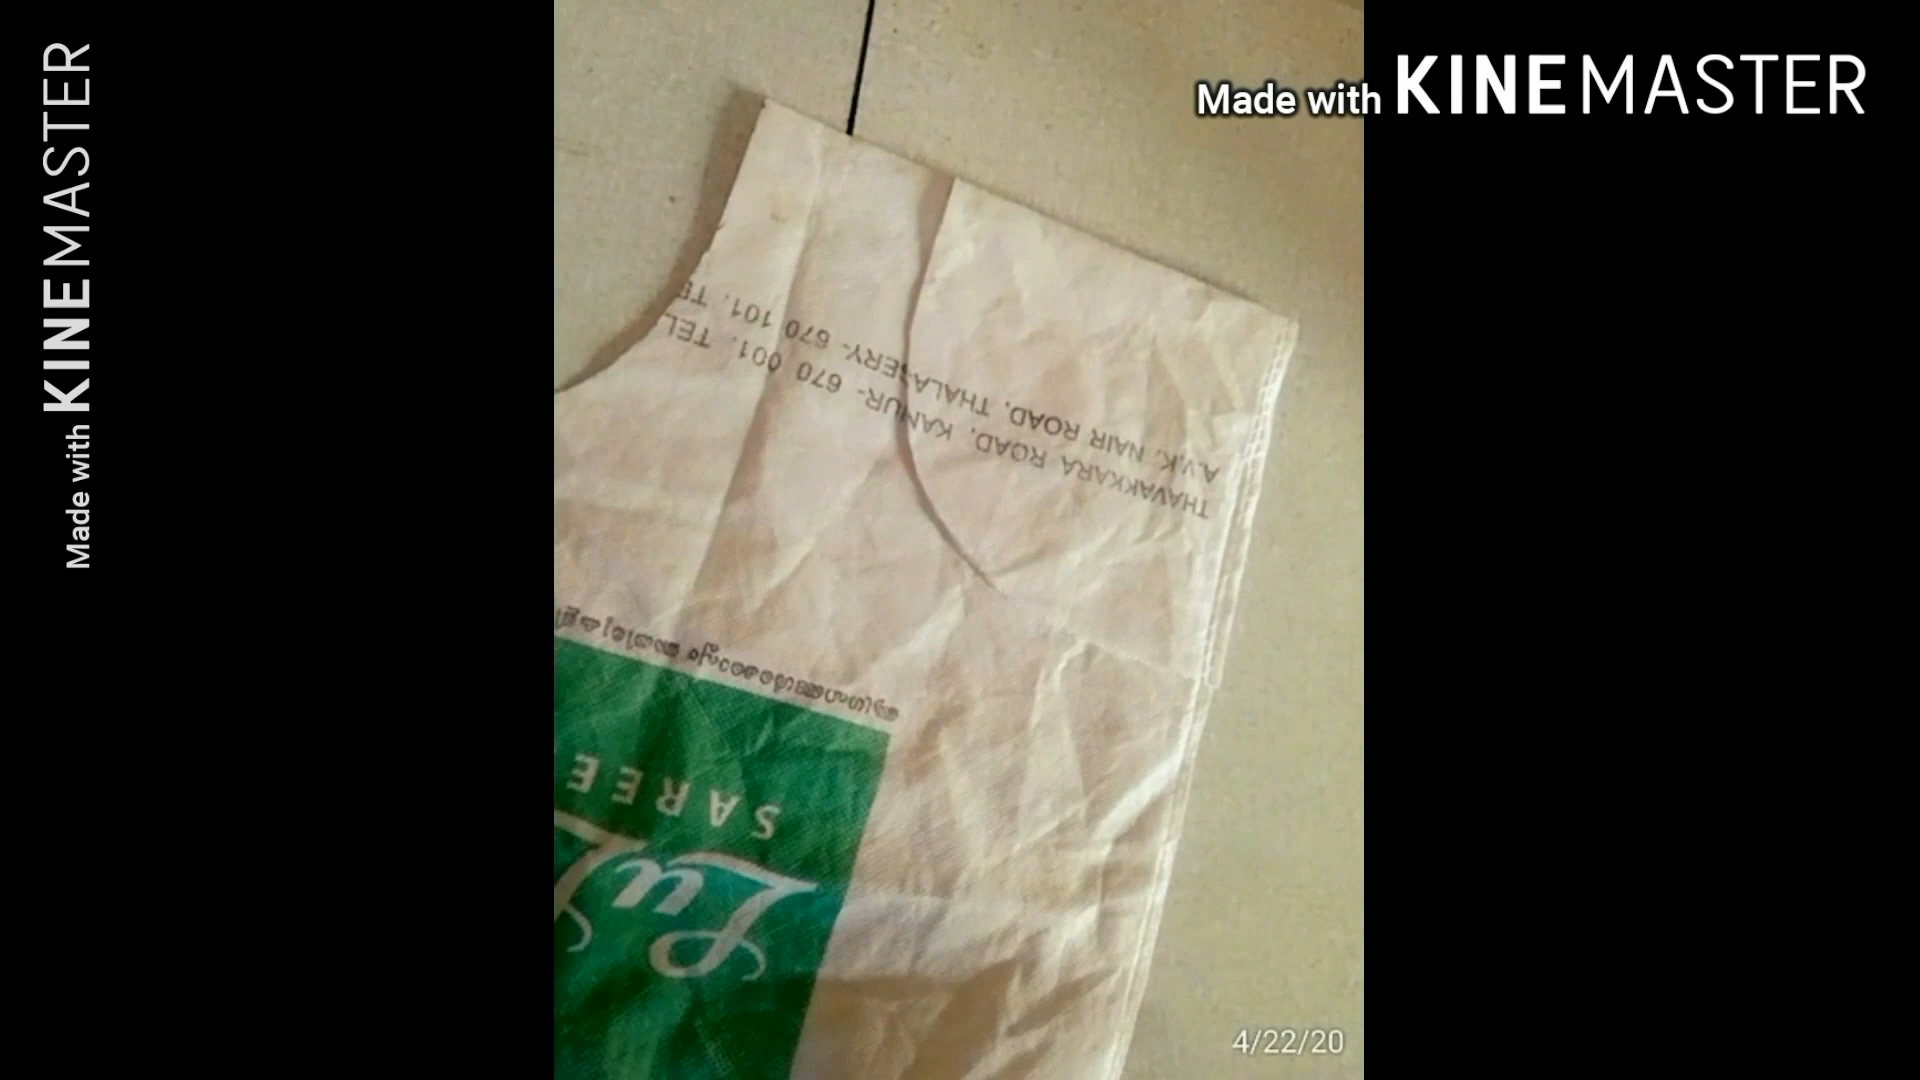 Made with KINEMASTER
Made with KINEMASTER
A.V.K. NAIR ROAD, THALASSERY- 670 101. TE
THAVAKKARA ROAD, KANNUR- 670 001. TEL
SAREE
Lul
4/22/20